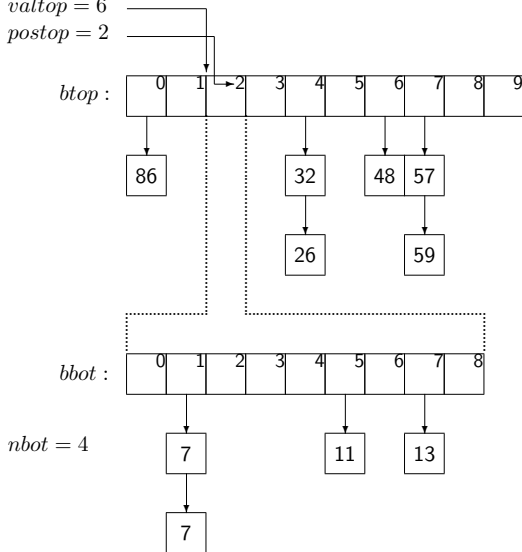 valtop = 6
postop = 2
btop : 0 1 2 3 4 5 6 7 8 9
86 32 48 57
26 59
bbot : 0 1 2 3 4 5 6 7 8
nbot = 4 7 11 13
7